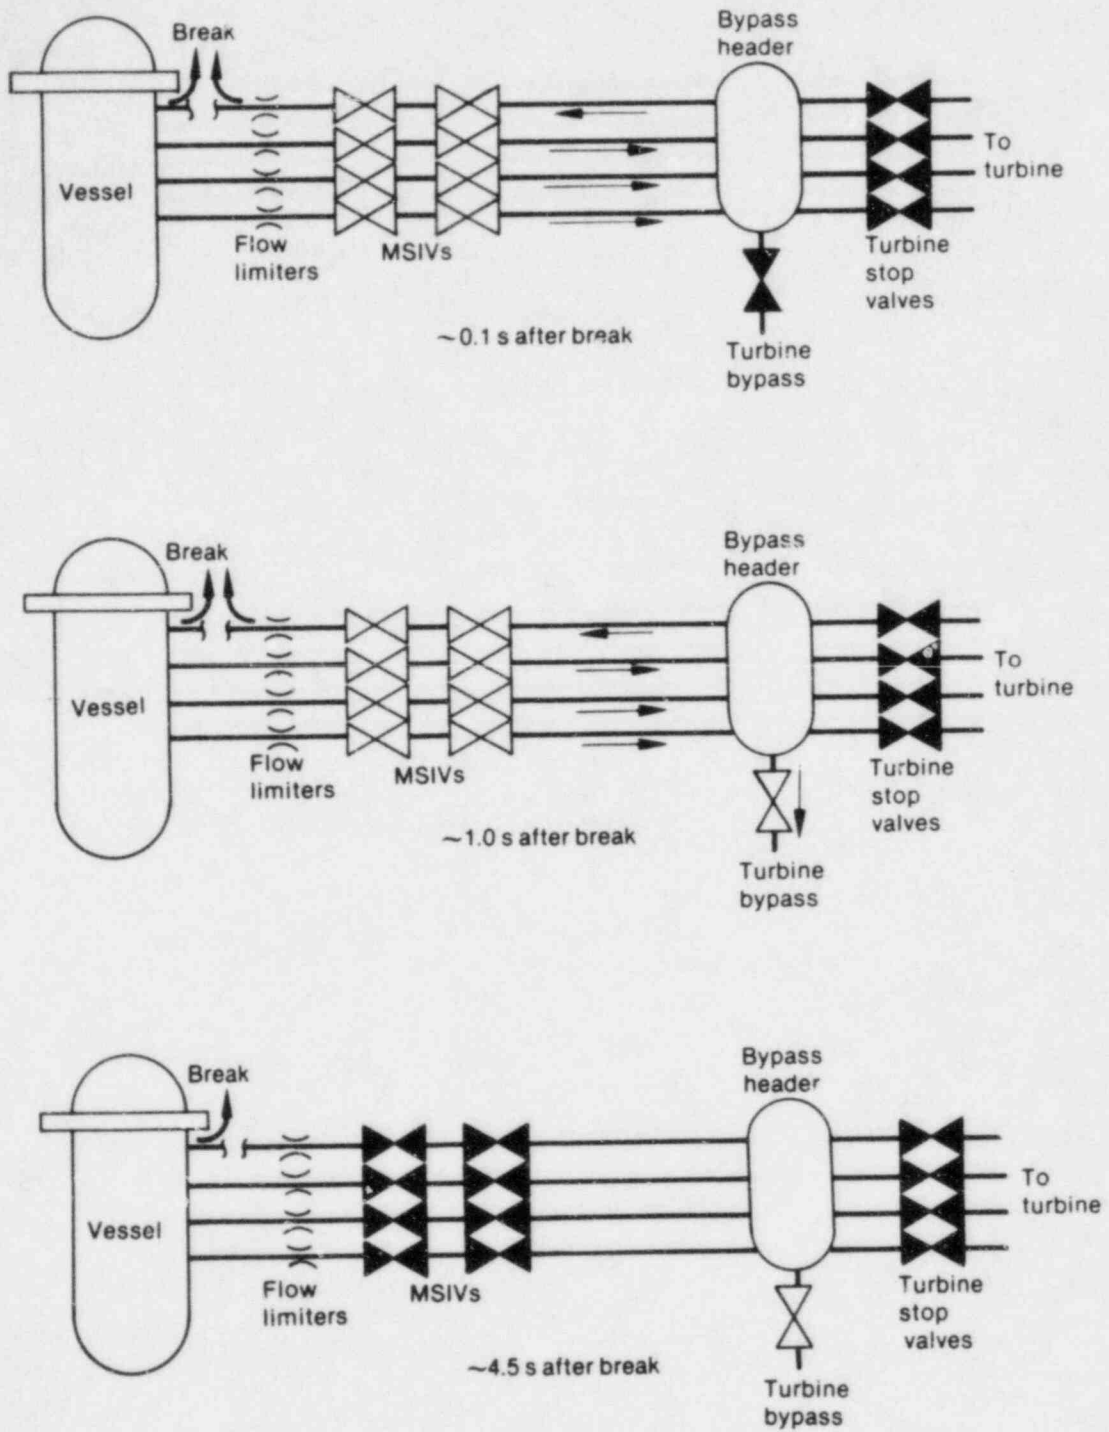 Break
Bypass
header
Vessel
To
turbine
Flow
limiters
MSIVs
Turbine
stop
valves
~0.1 s after break
Turbine
bypass
Break
Bypass
header
Vessel
To
turbine
Flow
limiters
MSIVs
Turbine
stop
valves
~1.0 s after break
Turbine
bypass
Break
Bypass
header
Vessel
To
turbine
Flow
limiters
MSIVs
Turbine
stop
valves
~4.5 s after break
Turbine
bypass